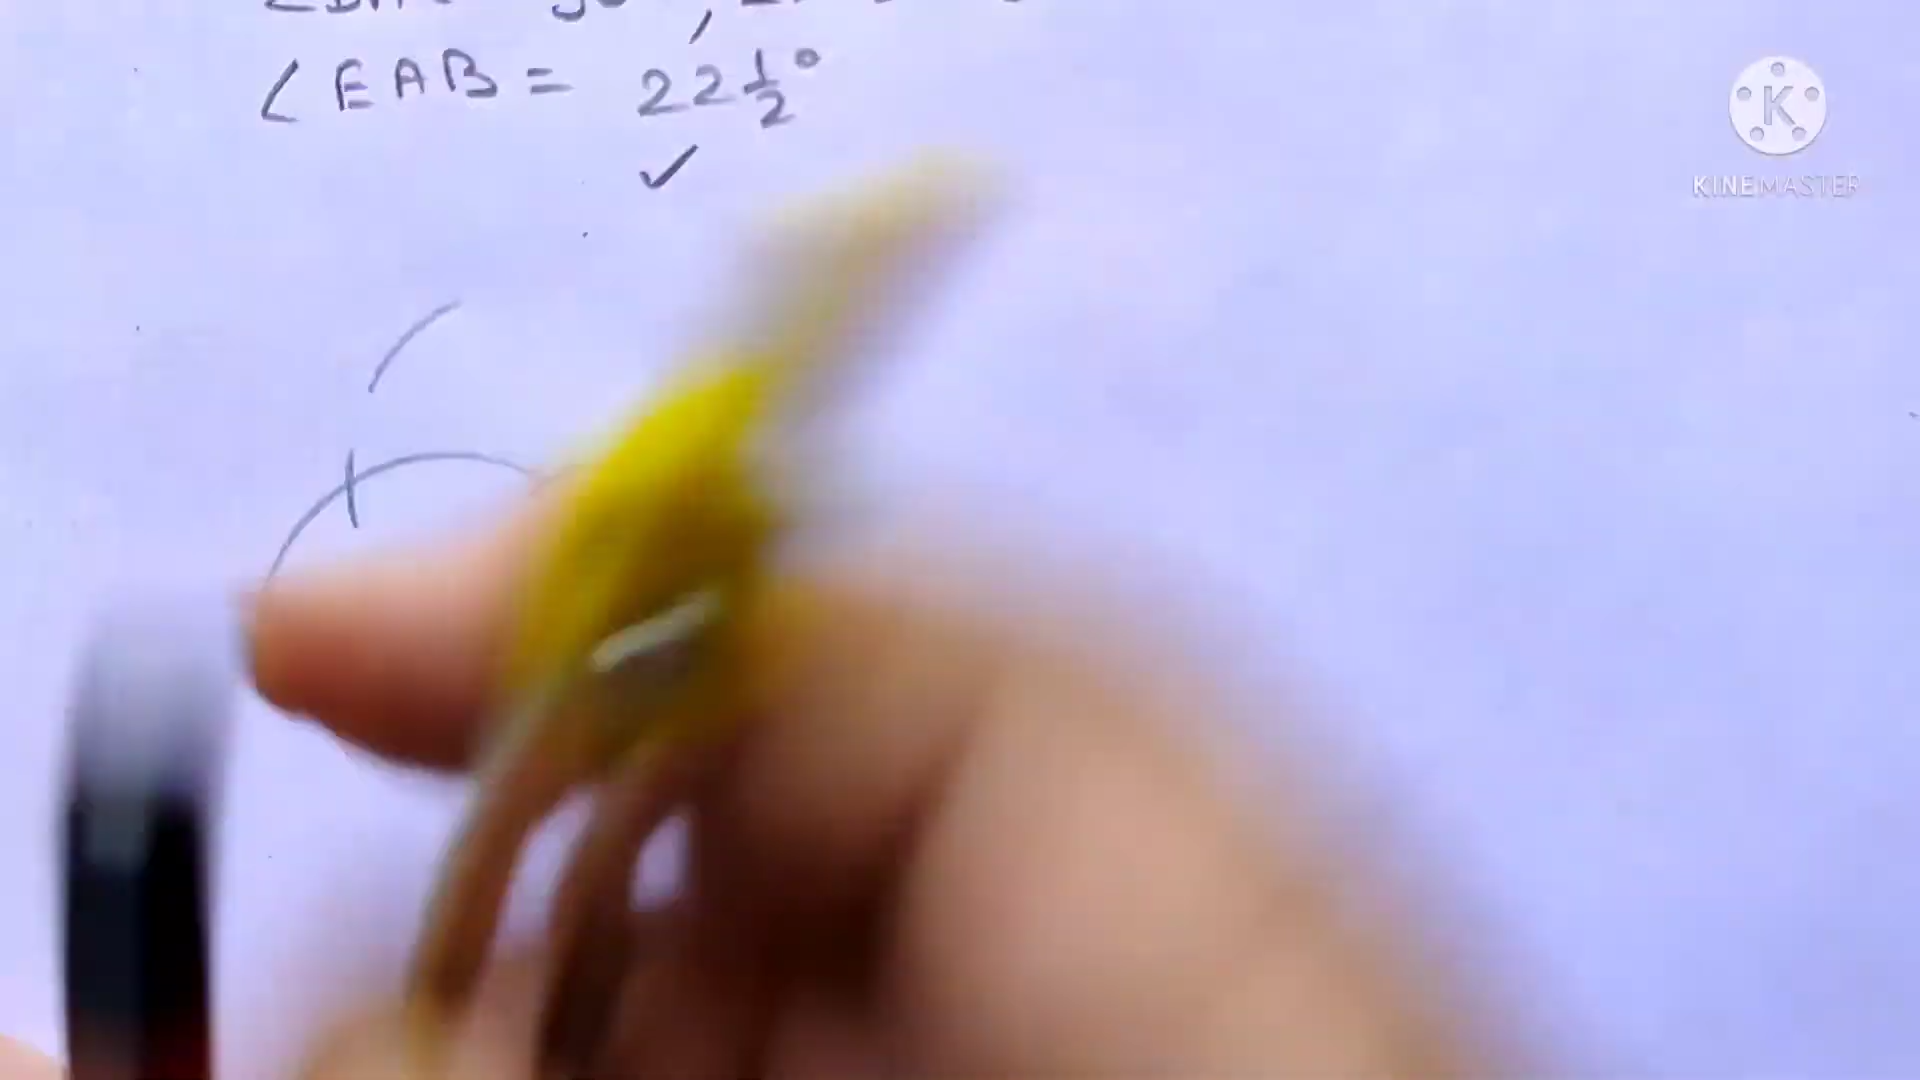 ∠EAB = 22½°
K
KINEMASTER